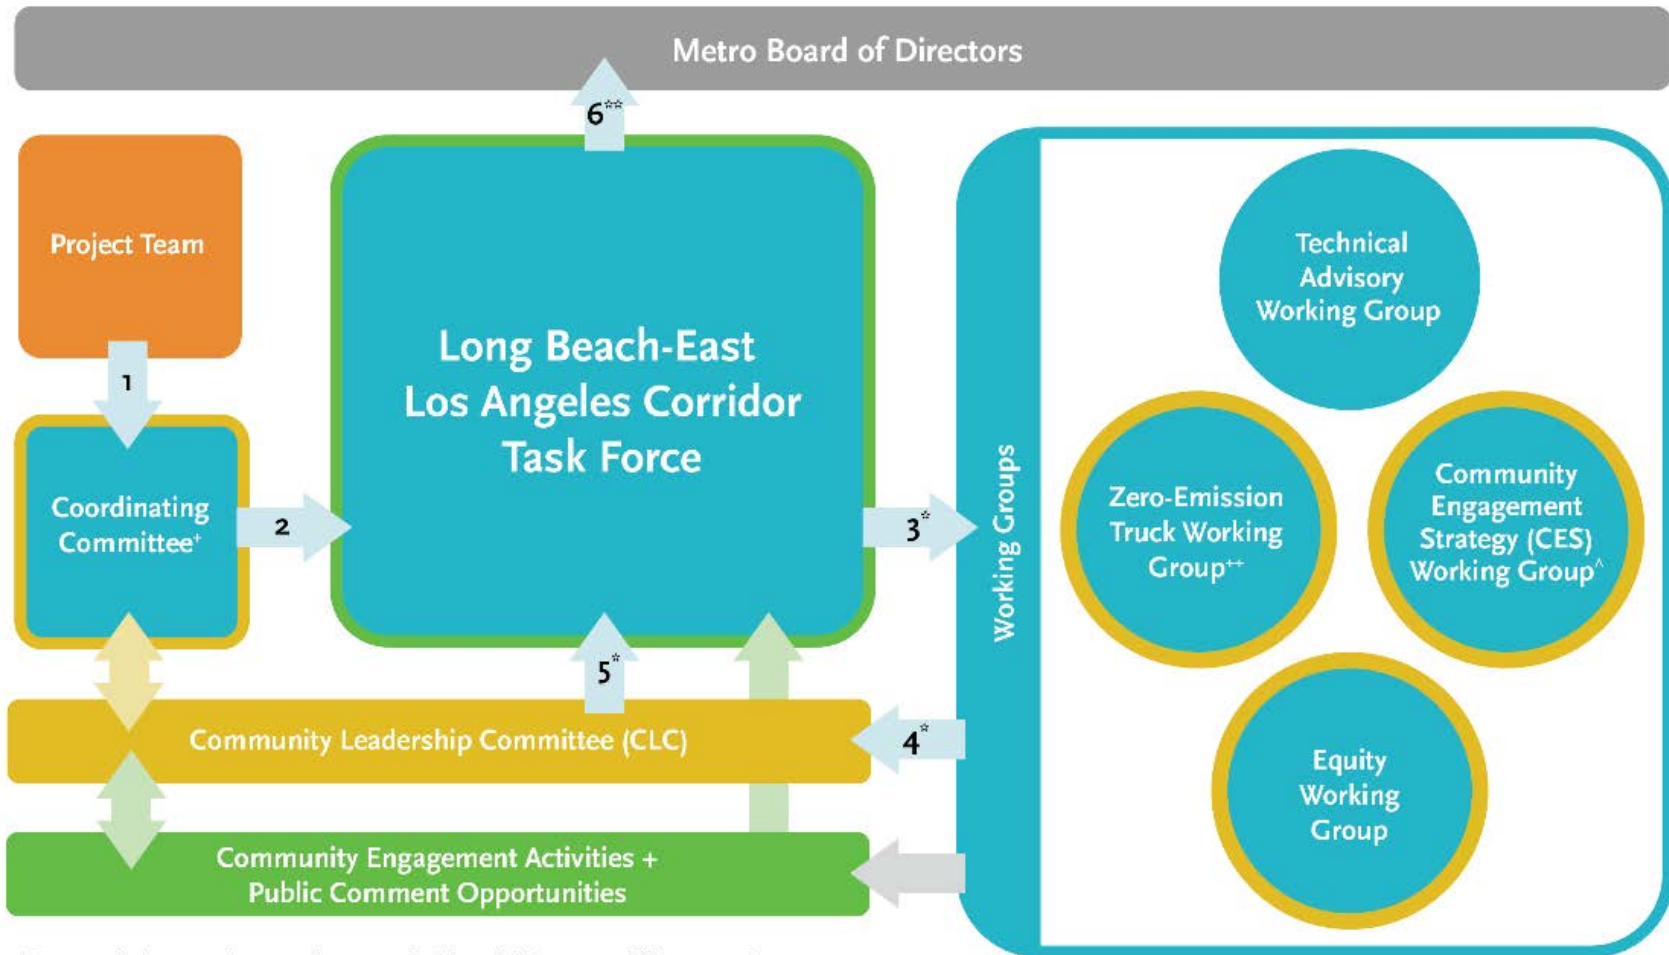 Metro Board of Directors
6**
Project Team
1
Coordinating
Committee+
2
Long Beach-East
Los Angeles Corridor
Task Force
3*
5*
Community Leadership Committee (CLC)
4*
Community Engagement Activities +
Public Comment Opportunities
Working Groups
Technical
Advisory
Working Group
Zero-Emission
Truck Working
Group++
Community
Engagement
Strategy (CES)
Working Group^
Equity
Working
Group